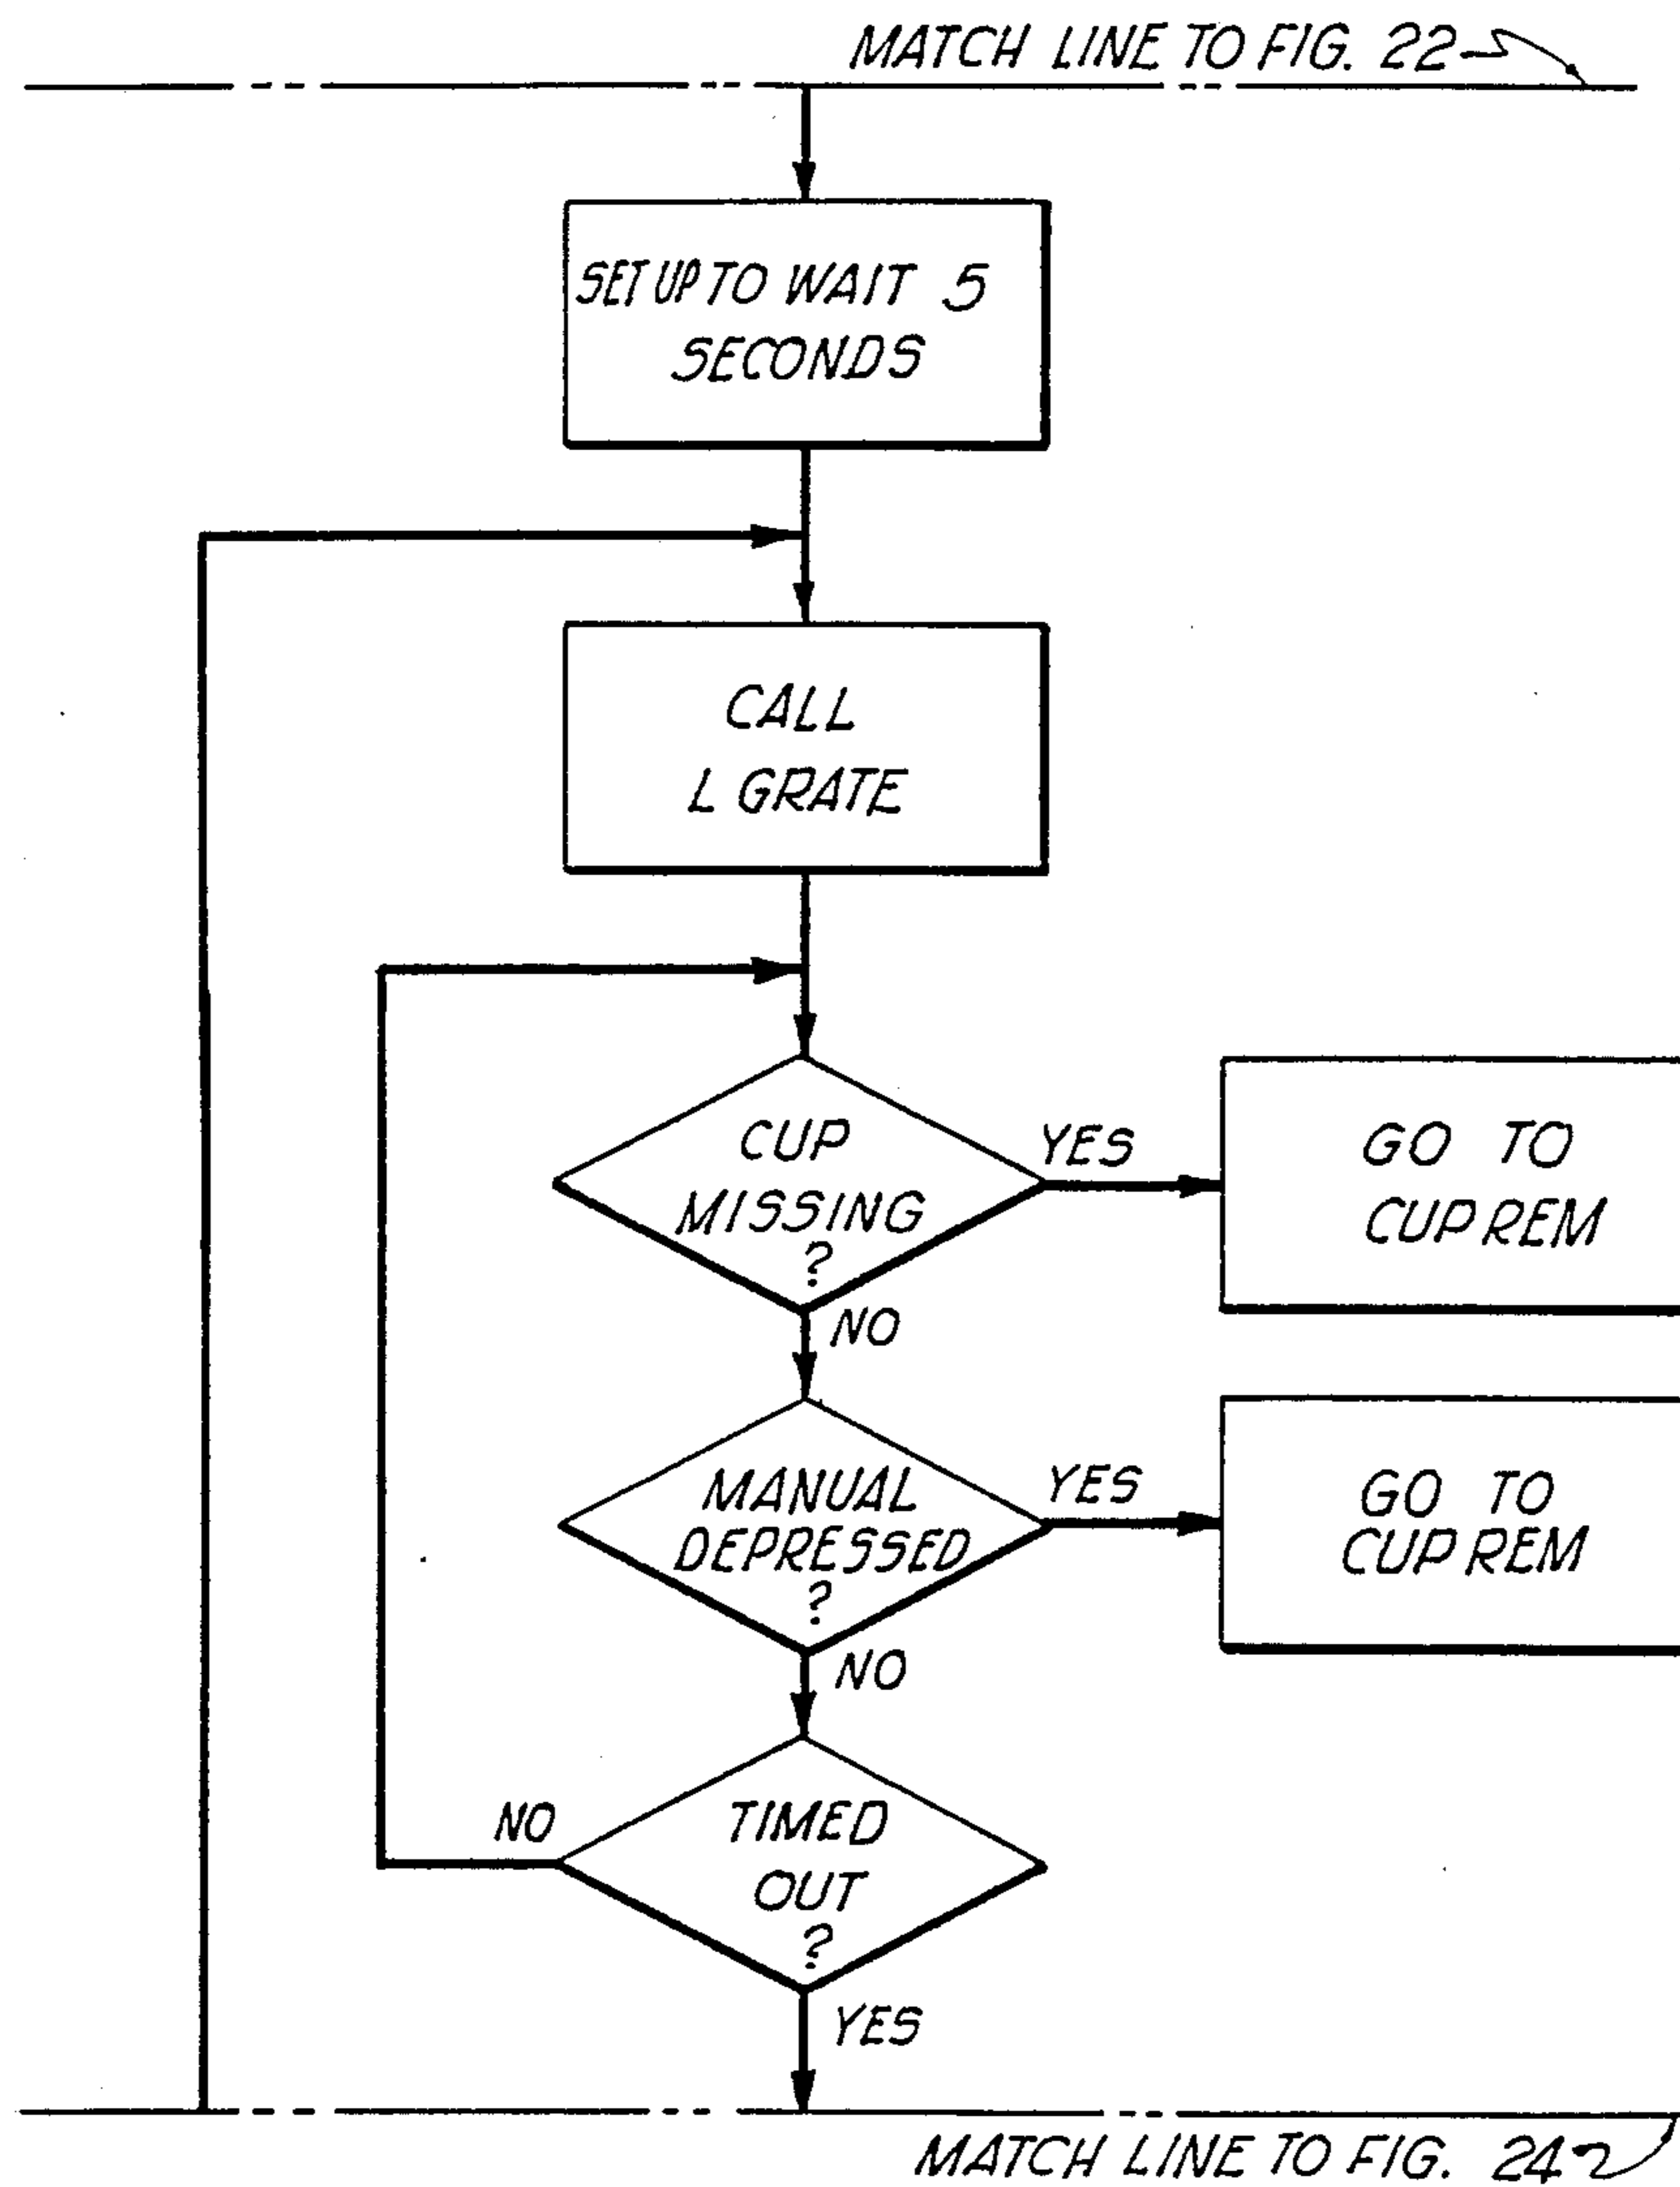 MATCH LINE TO FIG. 22
SET UP TO WAIT 5
SECONDS
CALL
L GRATE
CUP
MISSING
?
YES
GO TO
CUP REM
NO
MANUAL
DEPRESSED
?
YES
GO TO
CUP REM
NO
TIMED
OUT
?
NO
YES
MATCH LINE TO FIG. 24